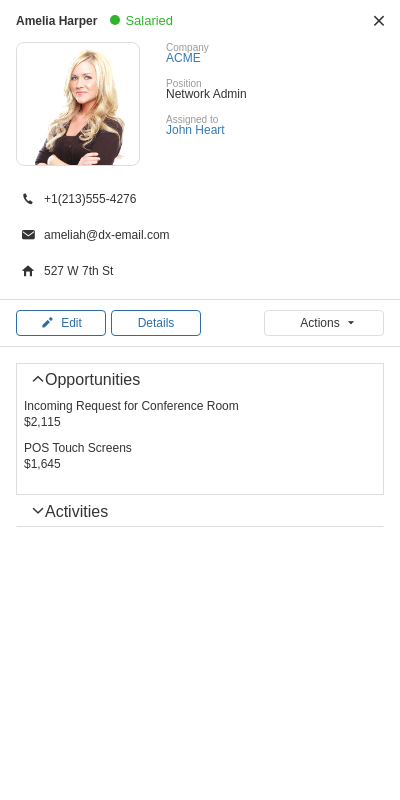 Amelia Harper Salaried
Company
ACME
Position
Network Admin
Assigned to
John Heart
+1(213)555-4276
ameliah@dx-email.com
527 W 7th St
Edit Details Actions
Opportunities
Incoming Request for Conference Room
$2,115
POS Touch Screens
$1,645
Activities